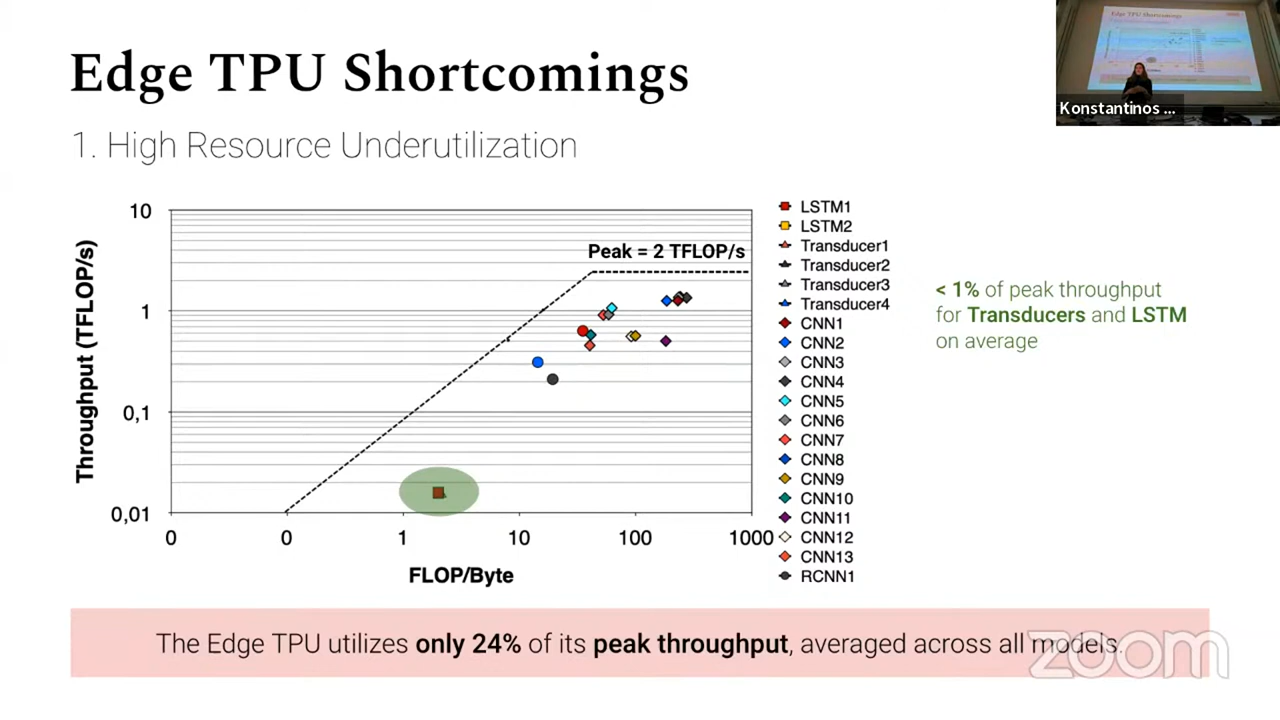 Edge TPU Shortcomings
1. High Resource Underutilization
Edge TPU Shortcomings
Konstantinos ...
Throughput (TFLOP/s)
10
1
0,1
0,01
Peak = 2 TFLOP/s
0
0
1
10
100
1000
FLOP/Byte
LSTM1
LSTM2
Transducer1
Transducer2
Transducer3
Transducer4
CNN1
CNN2
CNN3
CNN4
CNN5
CNN6
CNN7
CNN8
CNN9
CNN10
CNN11
CNN12
CNN13
RCNN1
< 1% of peak throughput
for Transducers and LSTM
on average
The Edge TPU utilizes only 24% of its peak throughput, averaged across all models.
zoom